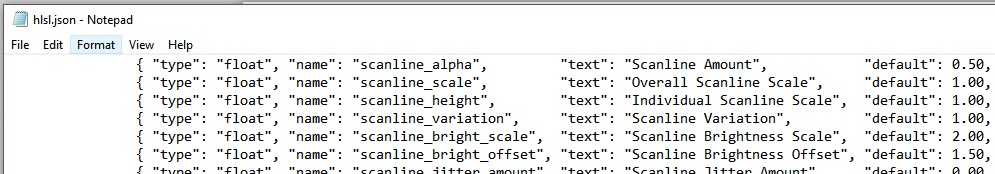 hlsl.json - Notepad
File Edit Format View Help
{ "type": "float", "name": "scanline_alpha", "text": "Scanline Amount", "default": 0.50,
{ "type": "float", "name": "scanline_scale", "text": "Overall Scanline Scale", "default": 1.00,
{ "type": "float", "name": "scanline_height", "text": "Individual Scanline Scale", "default": 1.00,
{ "type": "float", "name": "scanline_variation", "text": "Scanline Variation", "default": 1.00,
{ "type": "float", "name": "scanline_bright_scale", "text": "Scanline Brightness Scale", "default": 2.00,
{ "type": "float", "name": "scanline_bright_offset", "text": "Scanline Brightness Offset", "default": 1.50,
{ "type": "float", "name": "scanline_jitter_amount", "text": "Scanline Jitter Amount", "default": 0.00,